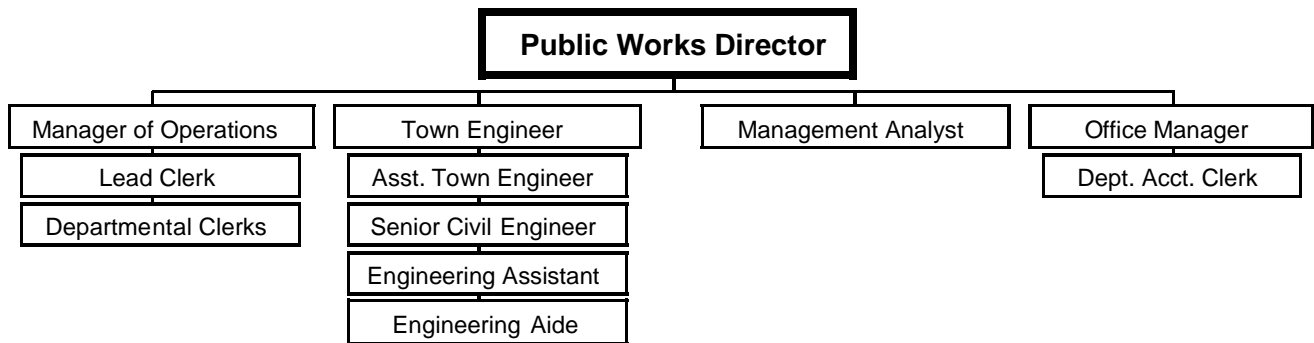 Public Works Director
Manager of Operations
Town Engineer
Management Analyst
Office Manager
Lead Clerk
Asst. Town Engineer
Dept. Acct. Clerk
Departmental Clerks
Senior Civil Engineer
Engineering Assistant
Engineering Aide